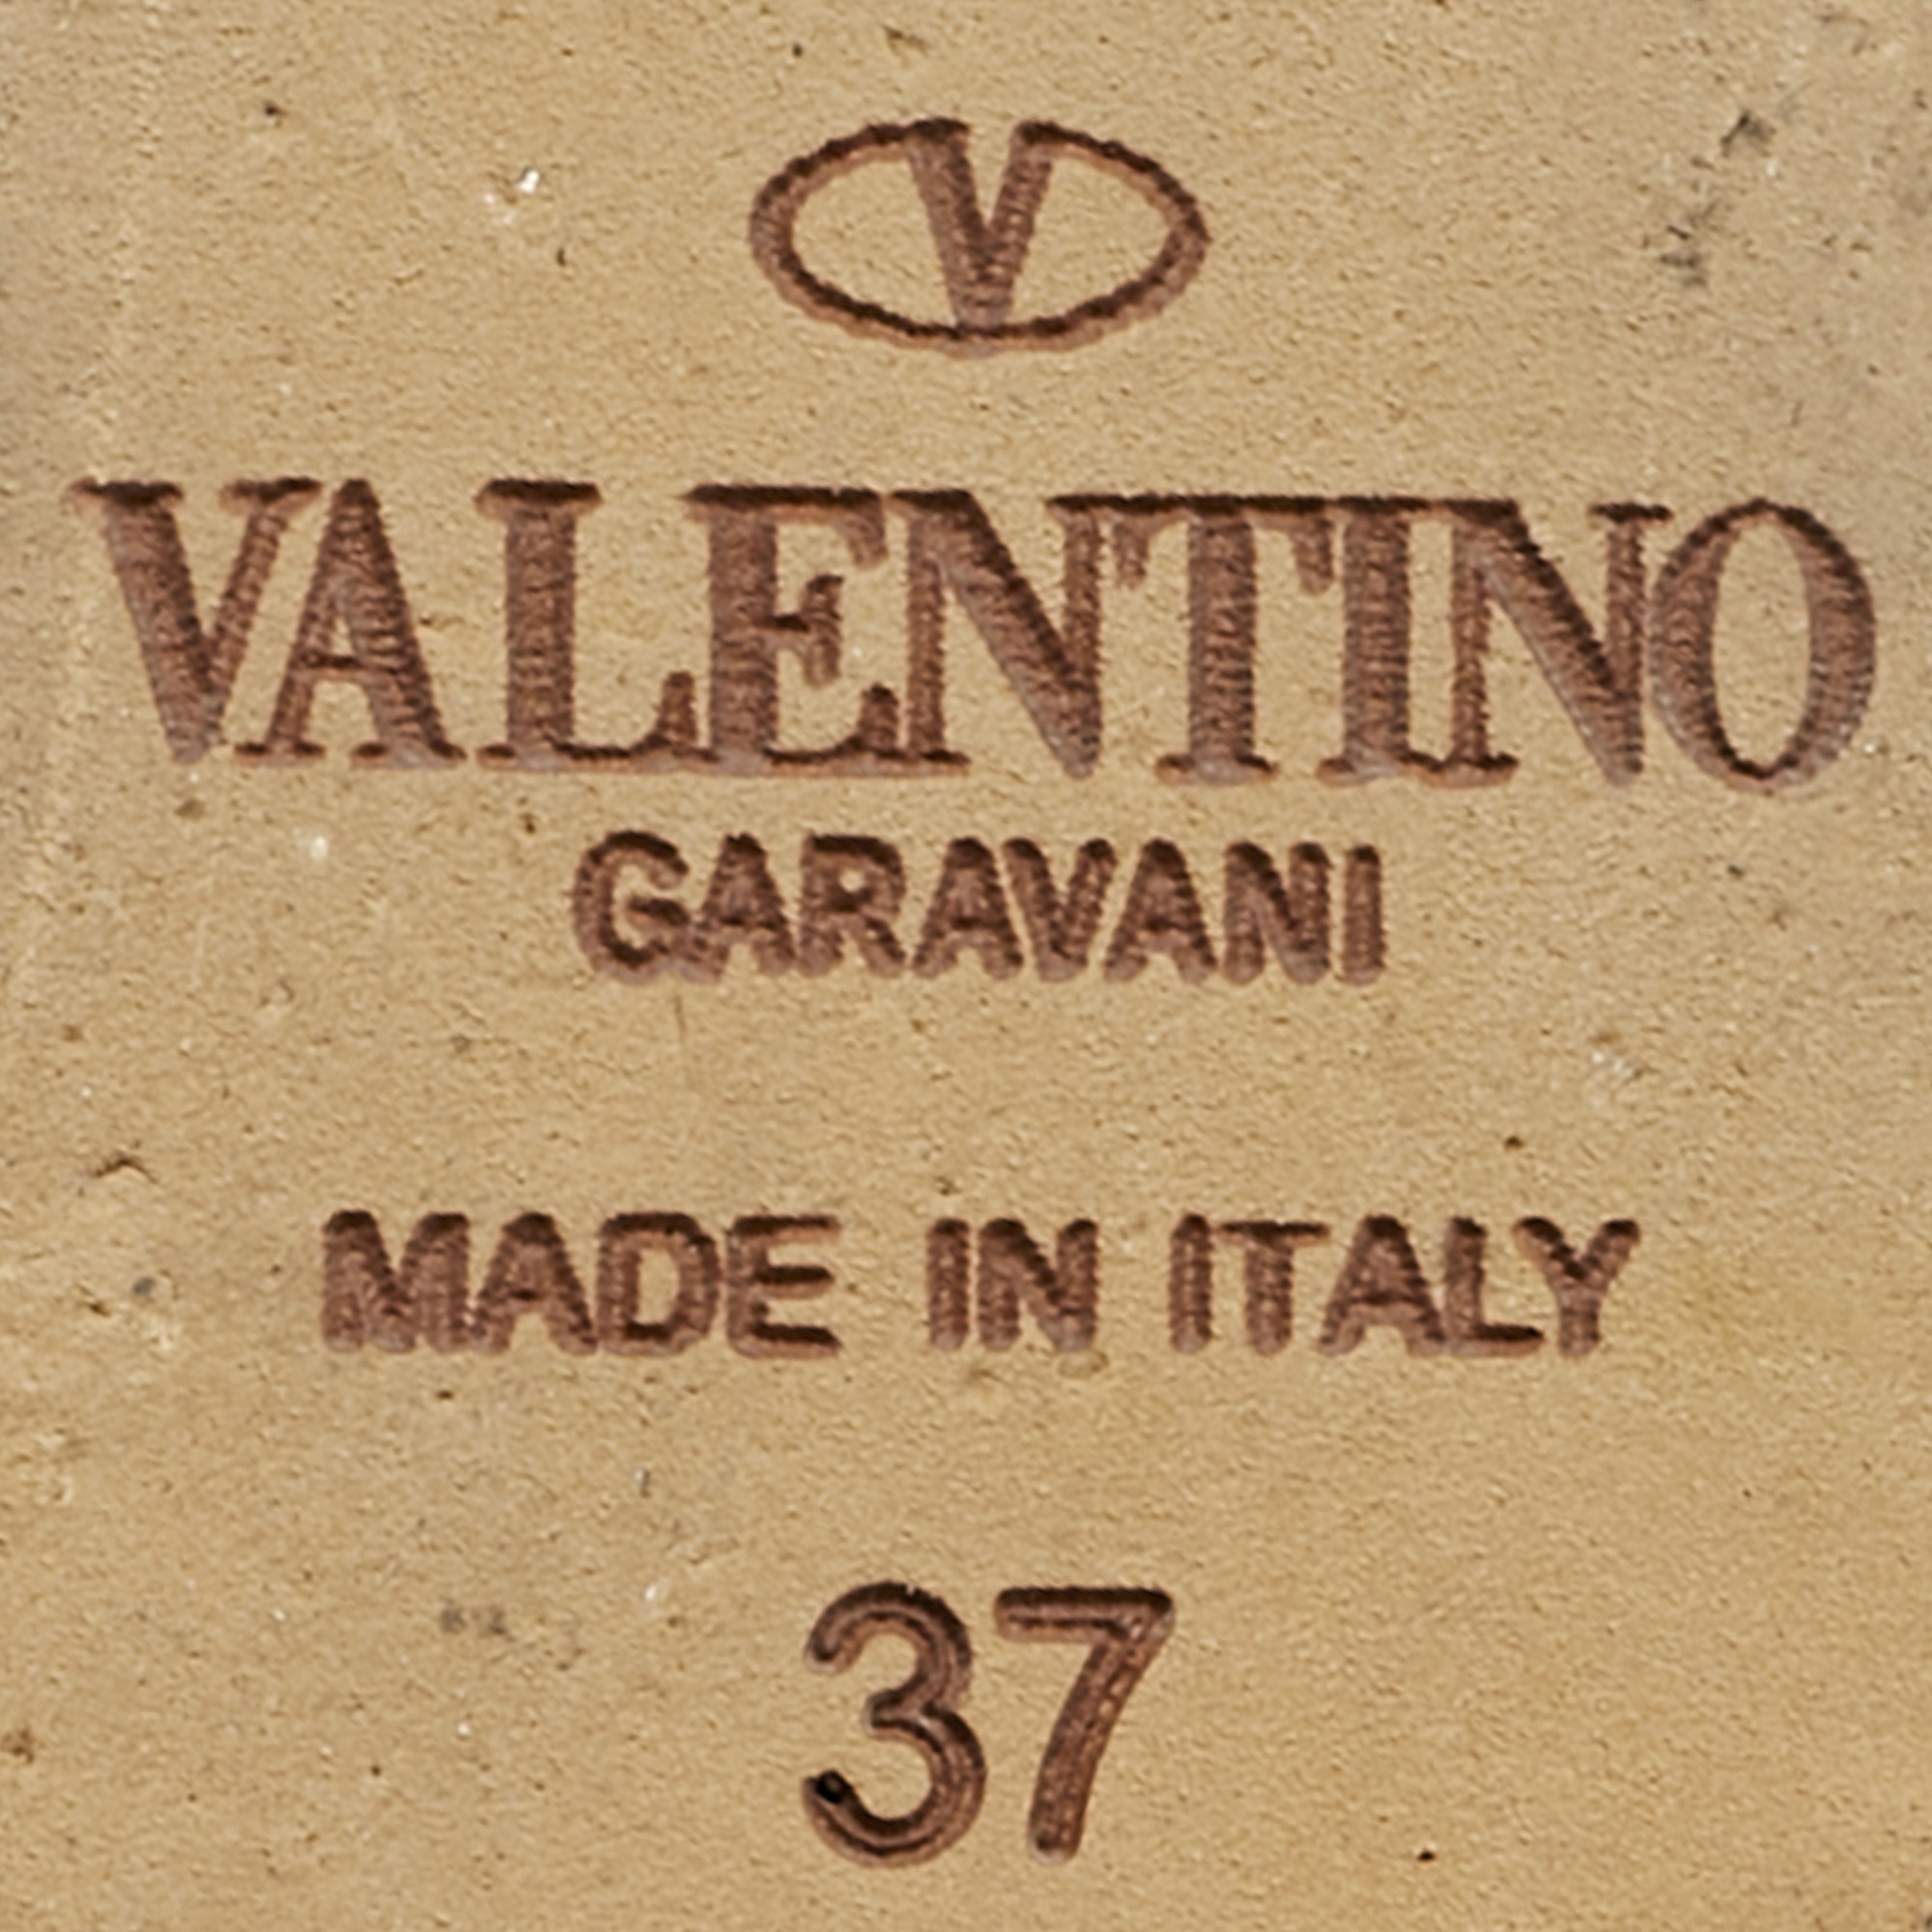 V
VALENTINO
GARAVANI
MADE IN ITALY
37